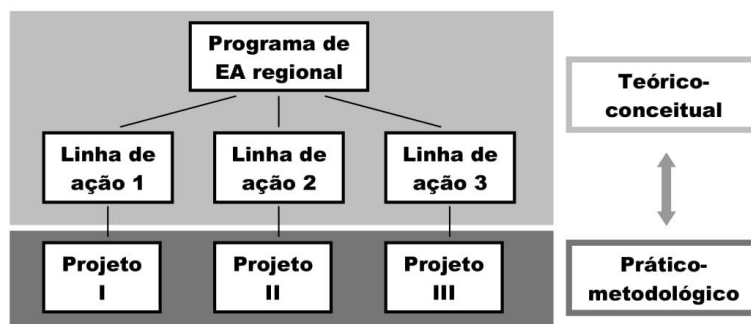 Programa de
EA regional
Teórico-
conceitual
Linha de
ação 1
Linha de
ação 2
Linha de
ação 3
Projeto
I
Projeto
II
Projeto
III
Prático-
metodológico